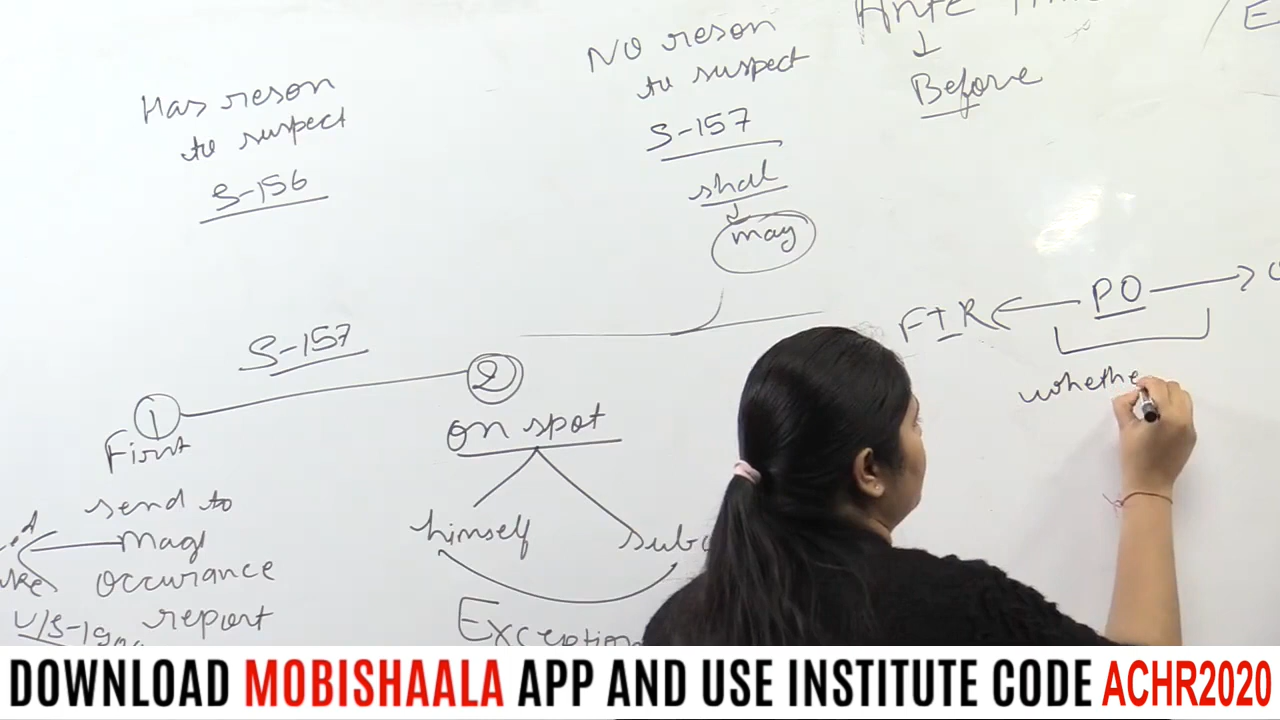 Has reson
to suspect
S-156
NO reson
to suspect
S-157
shal
may
Before
S-157
1
First
send to
Mag
occurance
report
2
on spot
himself
Exception
FIR
PO
whethe
DOWNLOAD MOBISHAALA APP AND USE INSTITUTE CODE ACHR2020